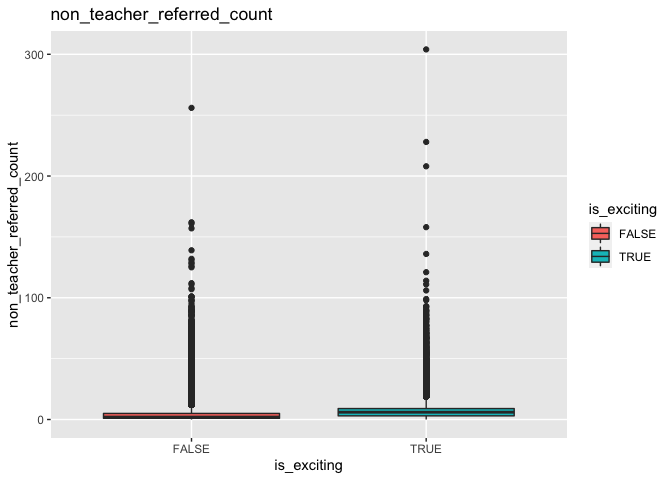 non_teacher_referred_count
300
200
100
0
non_teacher_referred_count
FALSE
TRUE
is_exciting
is_exciting
FALSE
TRUE